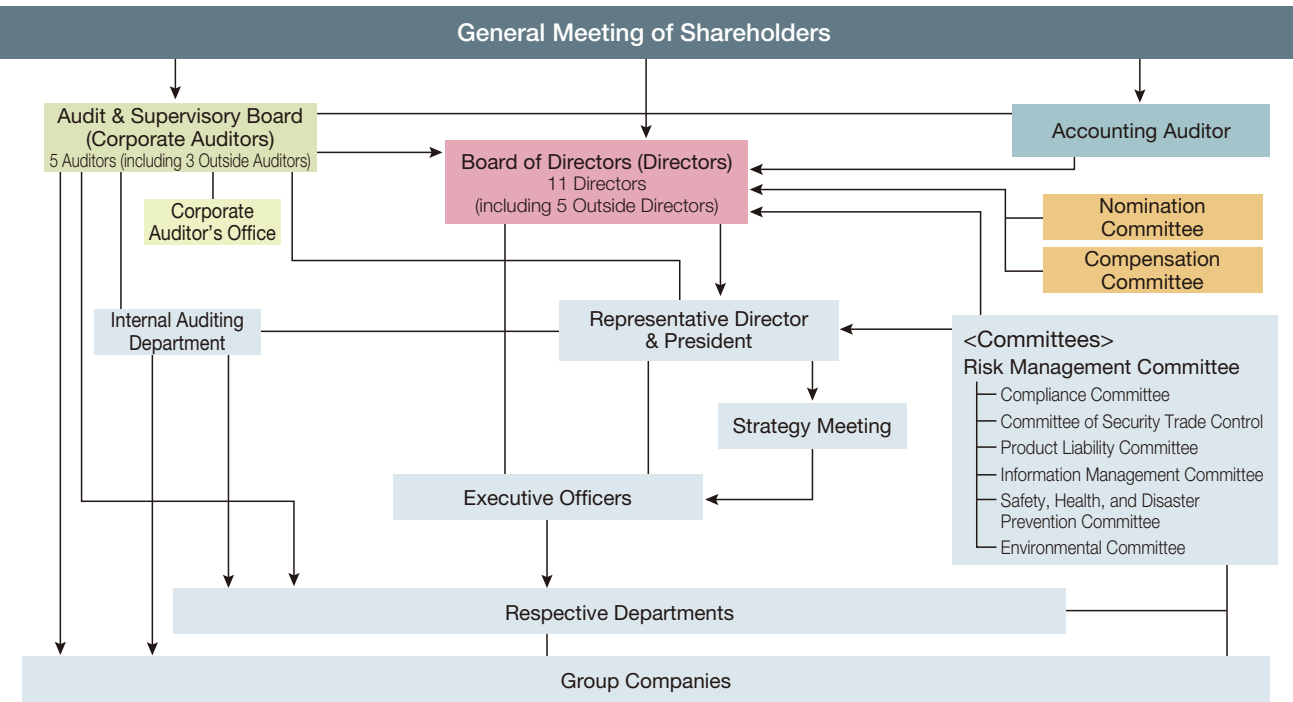 General Meeting of Shareholders
Audit & Supervisory Board
(Corporate Auditors)
5 Auditors (including 3 Outside Auditors)
Accounting Auditor
Board of Directors (Directors)
11 Directors
(including 5 Outside Directors)
Corporate
Auditor's Office
Nomination
Committee
Compensation
Committee
Internal Auditing
Department
Representative Director
& President
<Committees>
Risk Management Committee
Compliance Committee
Committee of Security Trade Control
Product Liability Committee
Information Management Committee
Safety, Health, and Disaster
Prevention Committee
Environmental Committee
Strategy Meeting
Executive Officers
Respective Departments
Group Companies